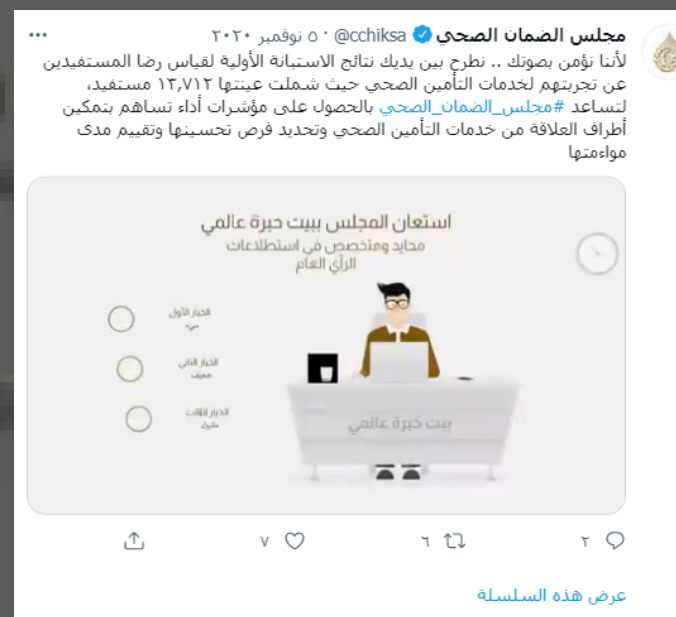 مجلس الضمان الصحي @cchiksa · ٥ نوفمبر ٢٠٢٠
لأننا نؤمن بصوتك .. نطرح بين يديك نتائج الاستبانة الأولية لقياس رضا المستفيدين
عن تجربتهم لخدمات التأمين الصحي حيث شملت عينتها ١٣,٧١٢ مستفيد،
لتساعد #مجلس_الضمان_الصحي بالحصول على مؤشرات أداء تساهم بتمكين
أطراف العلاقة من خدمات التأمين الصحي وتحديد فرص تحسينها وتقييم مدى
مواءمتها
استعان المجلس ببيت خبرة عالمي
محايد ومتخصص في استطلاعات
الرأي العام
الخيار الأول
سيء
الخيار الثاني
ضعيف
الخيار الثالث
مقبول
بيت خبرة عالمي
٢ ٦ ٧
عرض هذه السلسلة